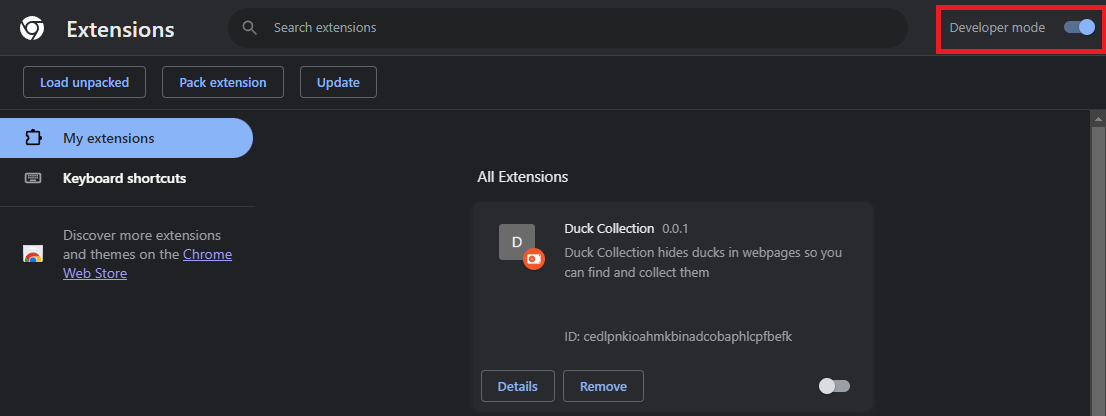 Extensions
Search extensions
Developer mode
Load unpacked
Pack extension
Update
My extensions
Keyboard shortcuts
Discover more extensions
and themes on the Chrome
Web Store
All Extensions
D
Duck Collection 0.0.1
Duck Collection hides ducks in webpages so you
can find and collect them
ID: cedlpnkioahmkbinadcobaphlcpfbefk
Details
Remove